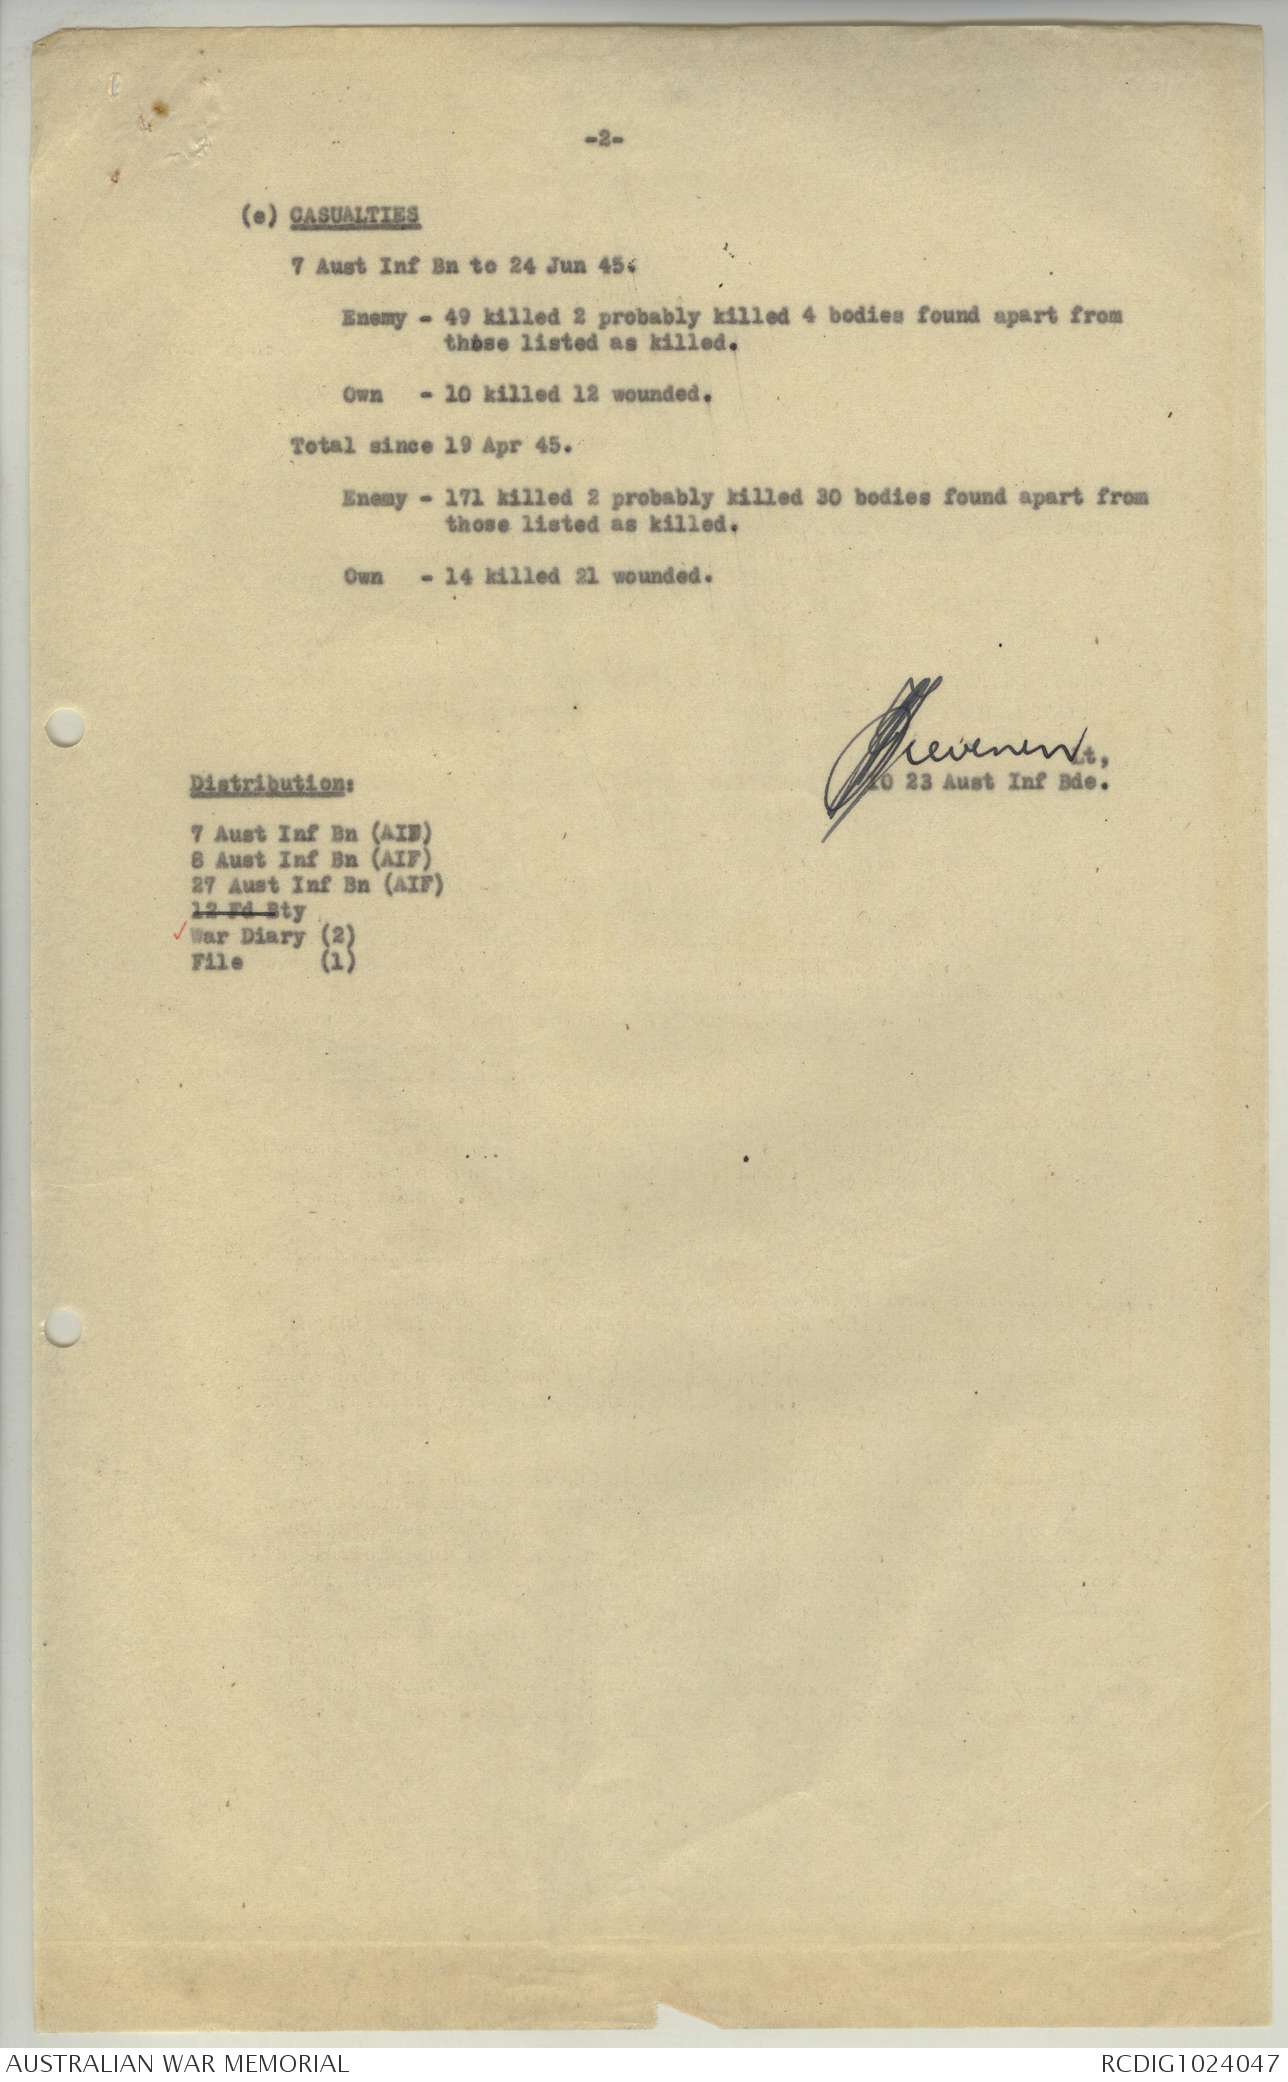 -2-
(e) CASUALTIES
7 Aust Inf Bn to 24 Jun 45.
Enemy - 49 killed 2 probably killed 4 bodies found apart from
those listed as killed.
Own - 10 killed 12 wounded.
Total since 19 Apr 45.
Enemy - 171 killed 2 probably killed 30 bodies found apart from
those listed as killed.
Own - 14 killed 21 wounded.
Lt,
IO 23 Aust Inf Bde.
Distribution:
7 Aust Inf Bn (AIF)
8 Aust Inf Bn (AIF)
27 Aust Inf Bn (AIF)
12 Fd Bty
War Diary (2)
File (1)
AUSTRALIAN WAR MEMORIAL
RCDIG1024047